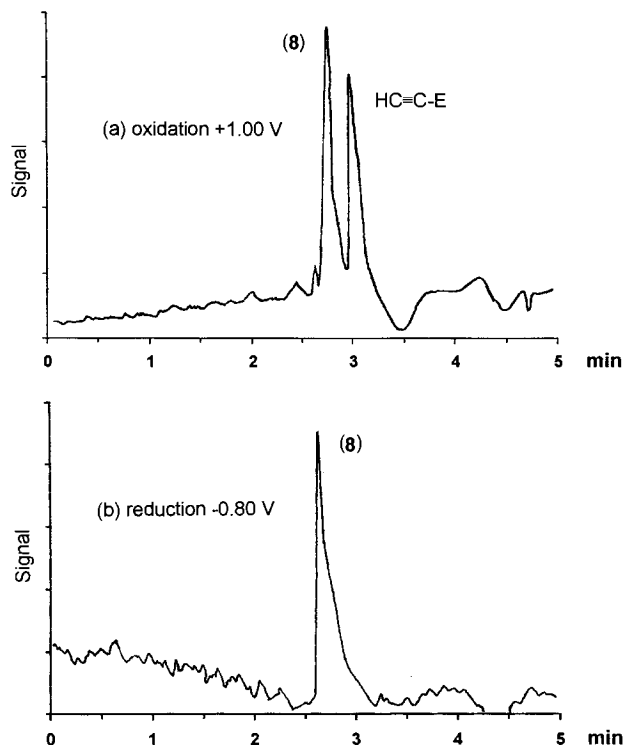 (8)
HC≡C-E
(a) oxidation +1.00 V
Signal
0 1 2 3 4 5 min
(8)
(b) reduction -0.80 V
Signal
0 1 2 3 4 5 min